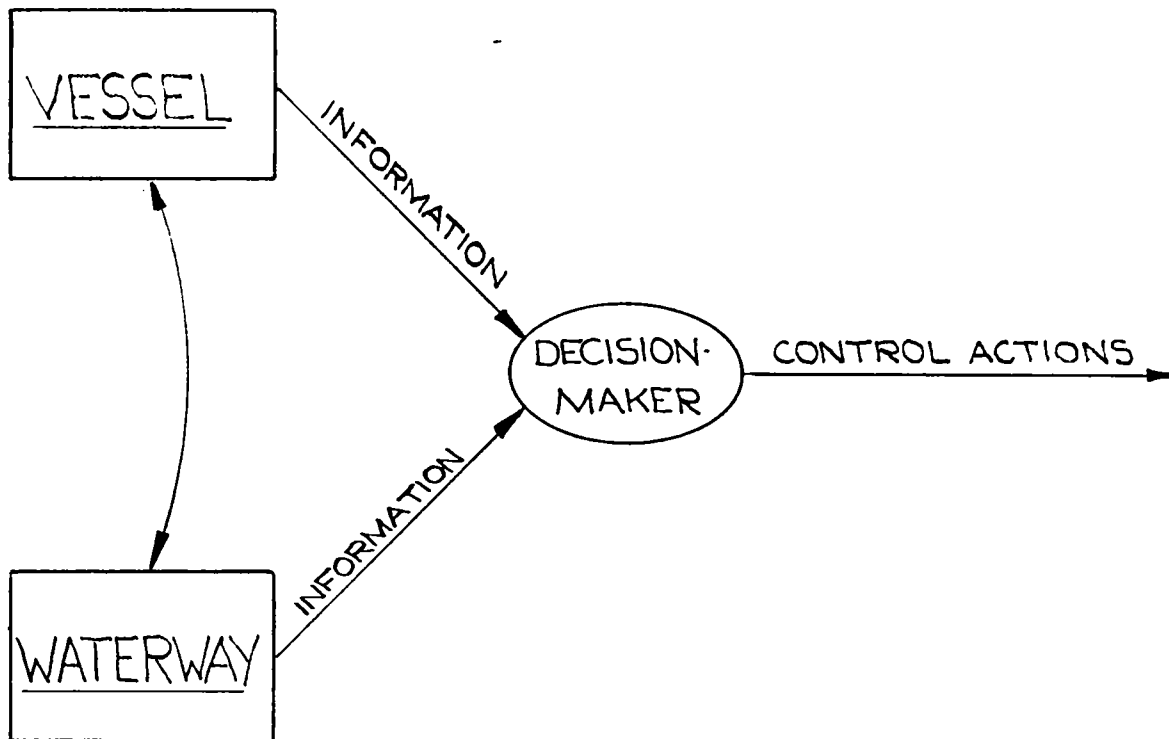 VESSEL
INFORMATION
DECISION-
MAKER
CONTROL ACTIONS
INFORMATION
WATERWAY